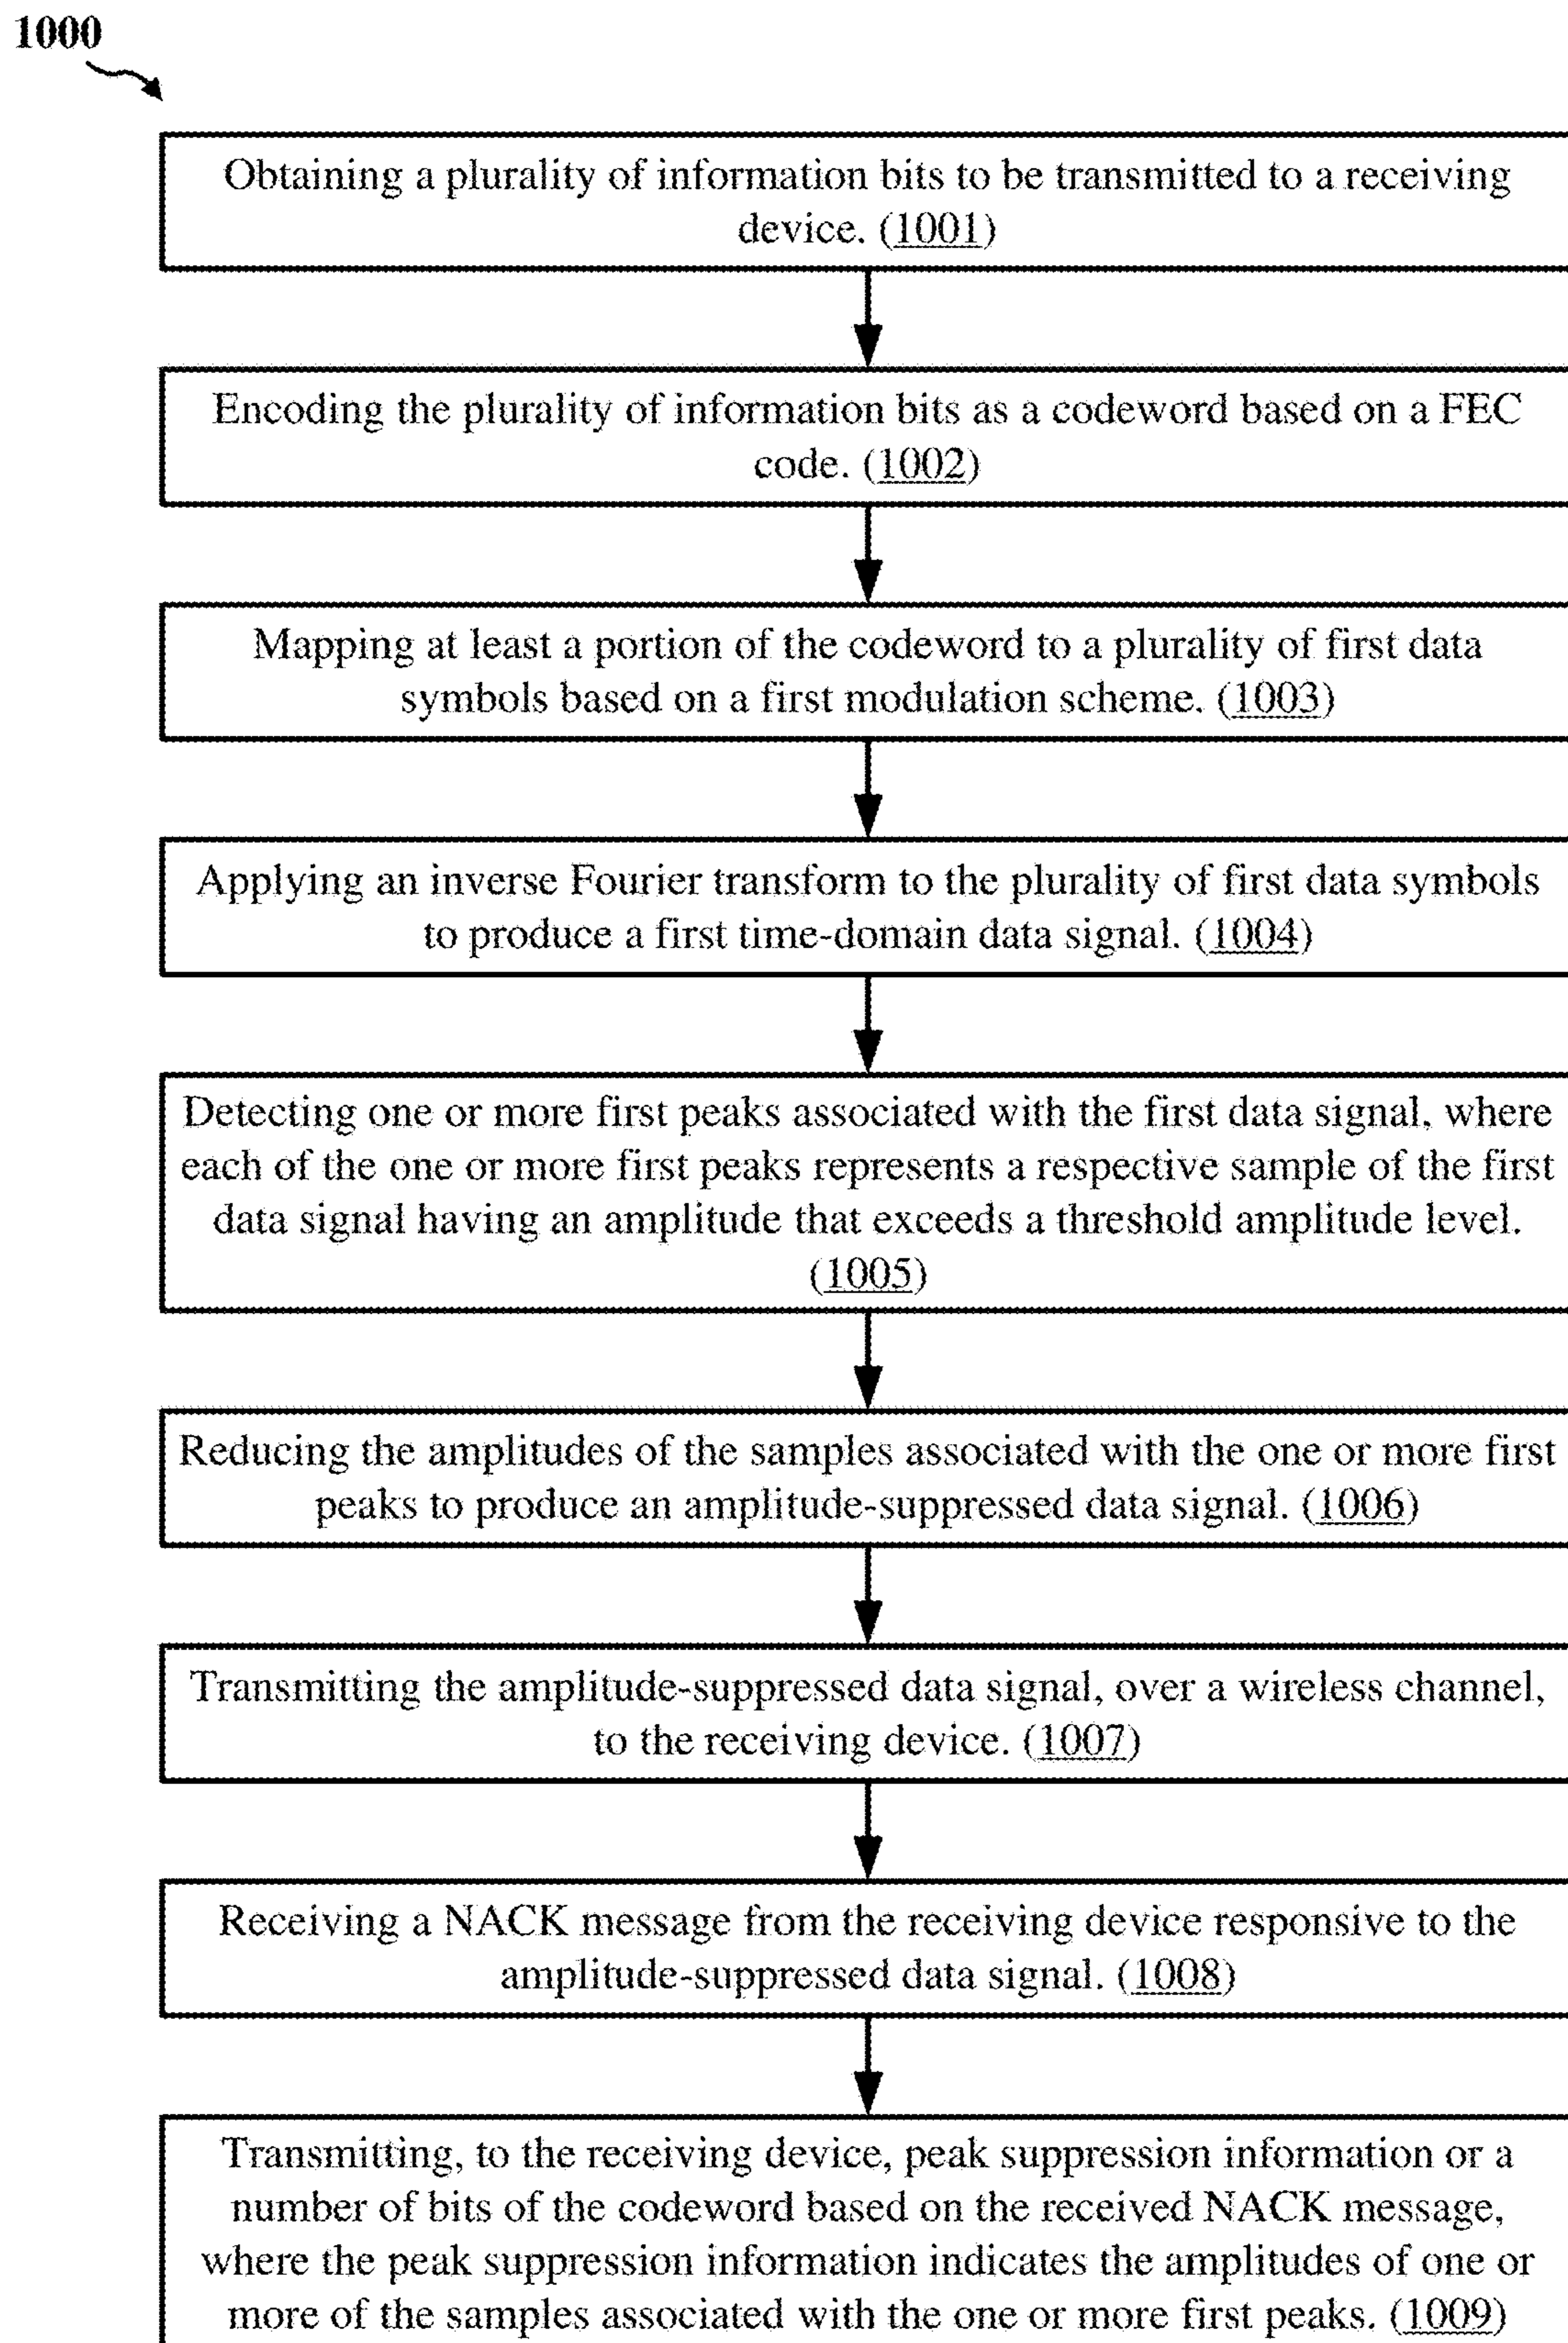 1000
Obtaining a plurality of information bits to be transmitted to a receiving
device. (1001)
Encoding the plurality of information bits as a codeword based on a FEC
code. (1002)
Mapping at least a portion of the codeword to a plurality of first data
symbols based on a first modulation scheme. (1003)
Applying an inverse Fourier transform to the plurality of first data symbols
to produce a first time-domain data signal. (1004)
Detecting one or more first peaks associated with the first data signal, where
each of the one or more first peaks represents a respective sample of the first
data signal having an amplitude that exceeds a threshold amplitude level.
(1005)
Reducing the amplitudes of the samples associated with the one or more first
peaks to produce an amplitude-suppressed data signal. (1006)
Transmitting the amplitude-suppressed data signal, over a wireless channel,
to the receiving device. (1007)
Receiving a NACK message from the receiving device responsive to the
amplitude-suppressed data signal. (1008)
Transmitting, to the receiving device, peak suppression information or a
number of bits of the codeword based on the received NACK message,
where the peak suppression information indicates the amplitudes of one or
more of the samples associated with the one or more first peaks. (1009)